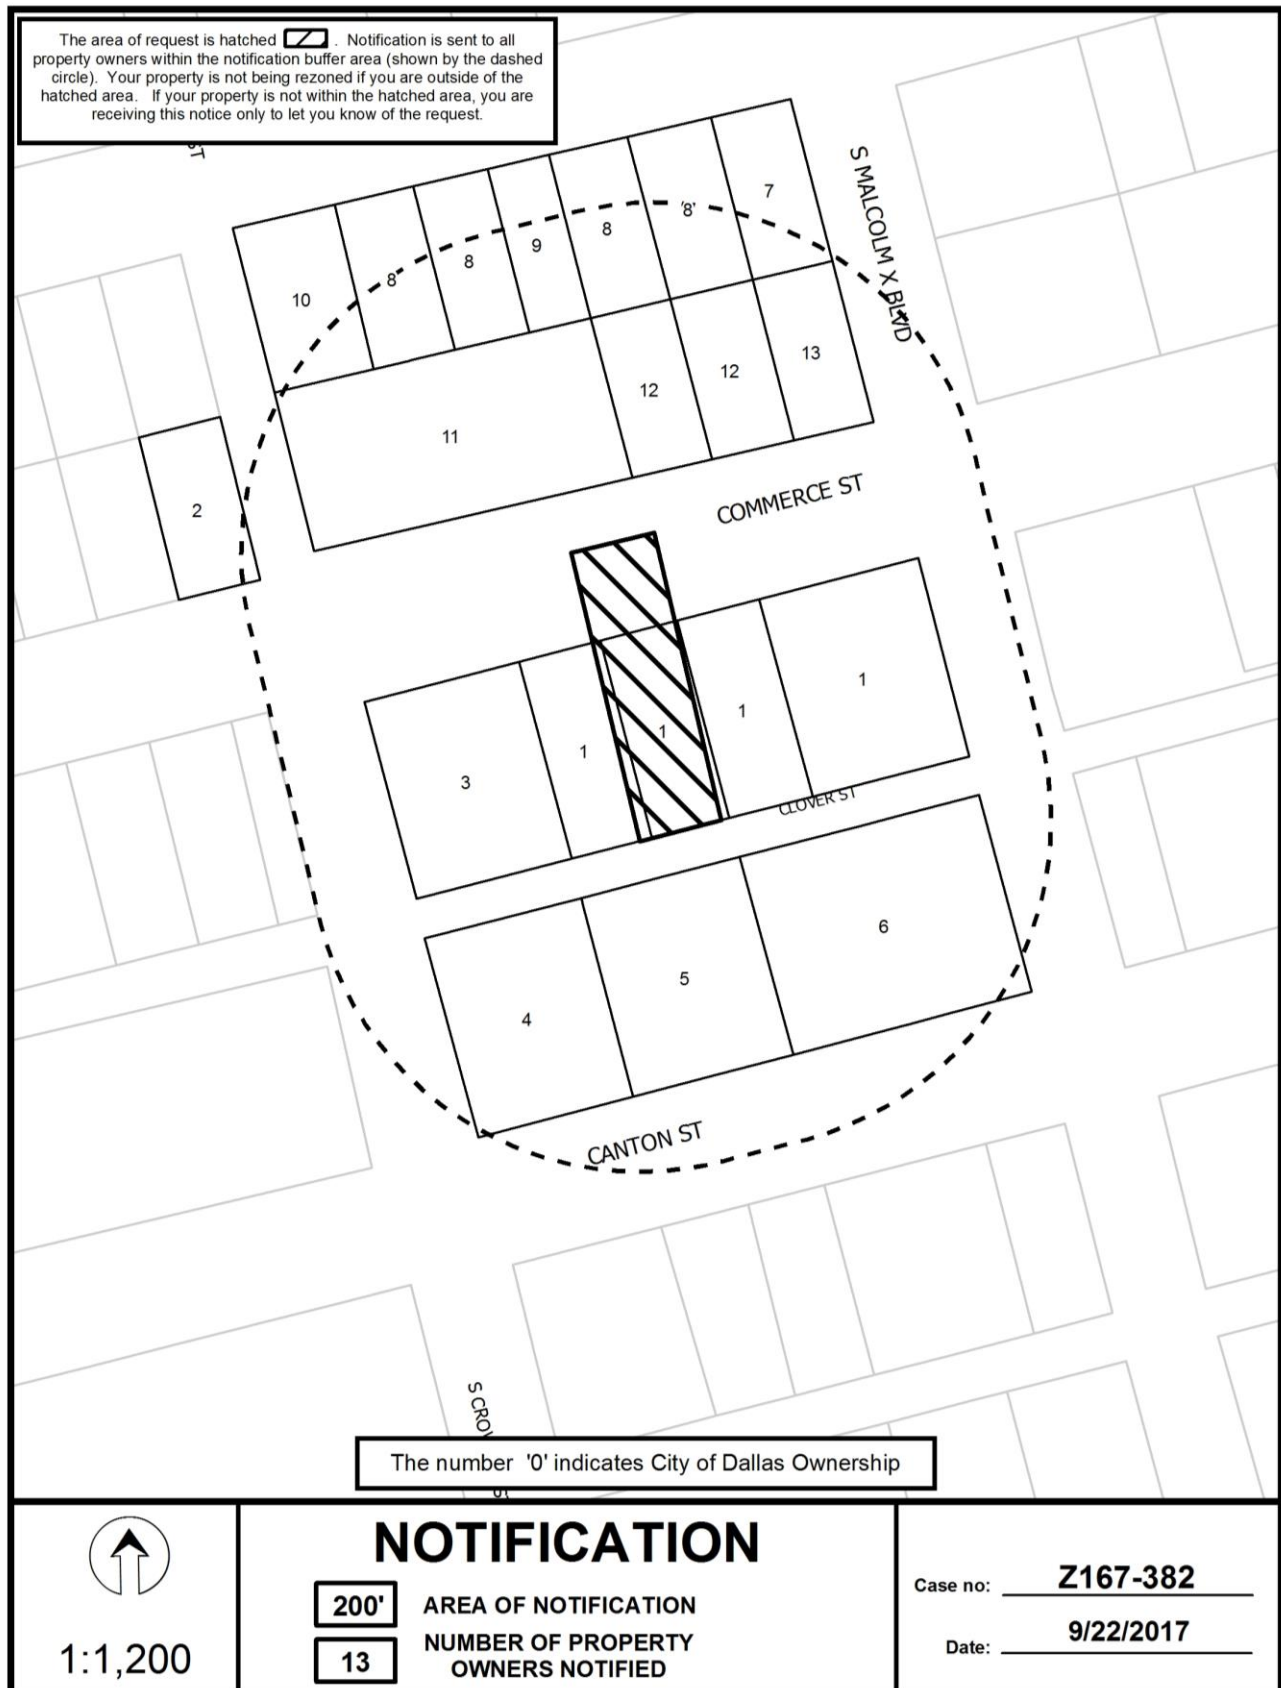 The area of request is hatched . Notification is sent to all
property owners within the notification buffer area (shown by the dashed
circle). Your property is not being rezoned if you are outside of the
hatched area. If your property is not within the hatched area, you are
receiving this notice only to let you know of the request.
ST
S MALCOLM X BLVD
7
8
8
9
8
8
10
13
12
12
11
2
COMMERCE ST
1
1
1
1
3
CLOVER ST
6
5
4
CANTON ST
The number '0' indicates City of Dallas Ownership
1:1,200
NOTIFICATION
200' AREA OF NOTIFICATION
13 NUMBER OF PROPERTY
OWNERS NOTIFIED
Case no: Z167-382
Date: 9/22/2017